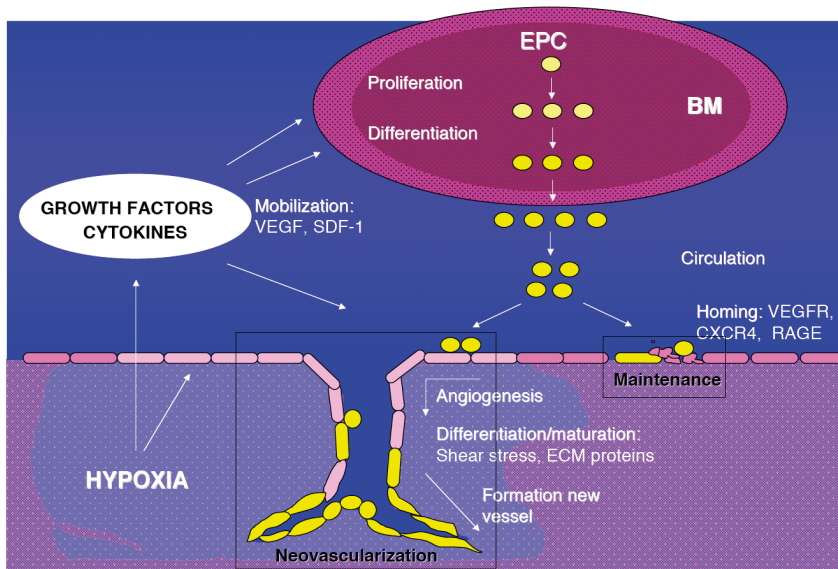 EPC
Proliferation
BM
Differentiation
GROWTH FACTORS
CYTOKINES
Mobilization:
VEGF, SDF-1
Circulation
Homing: VEGFR,
CXCR4, RAGE
Maintenance
Angiogenesis
Differentiation/maturation:
Shear stress, ECM proteins
HYPOXIA
Formation new
vessel
Neovascularization